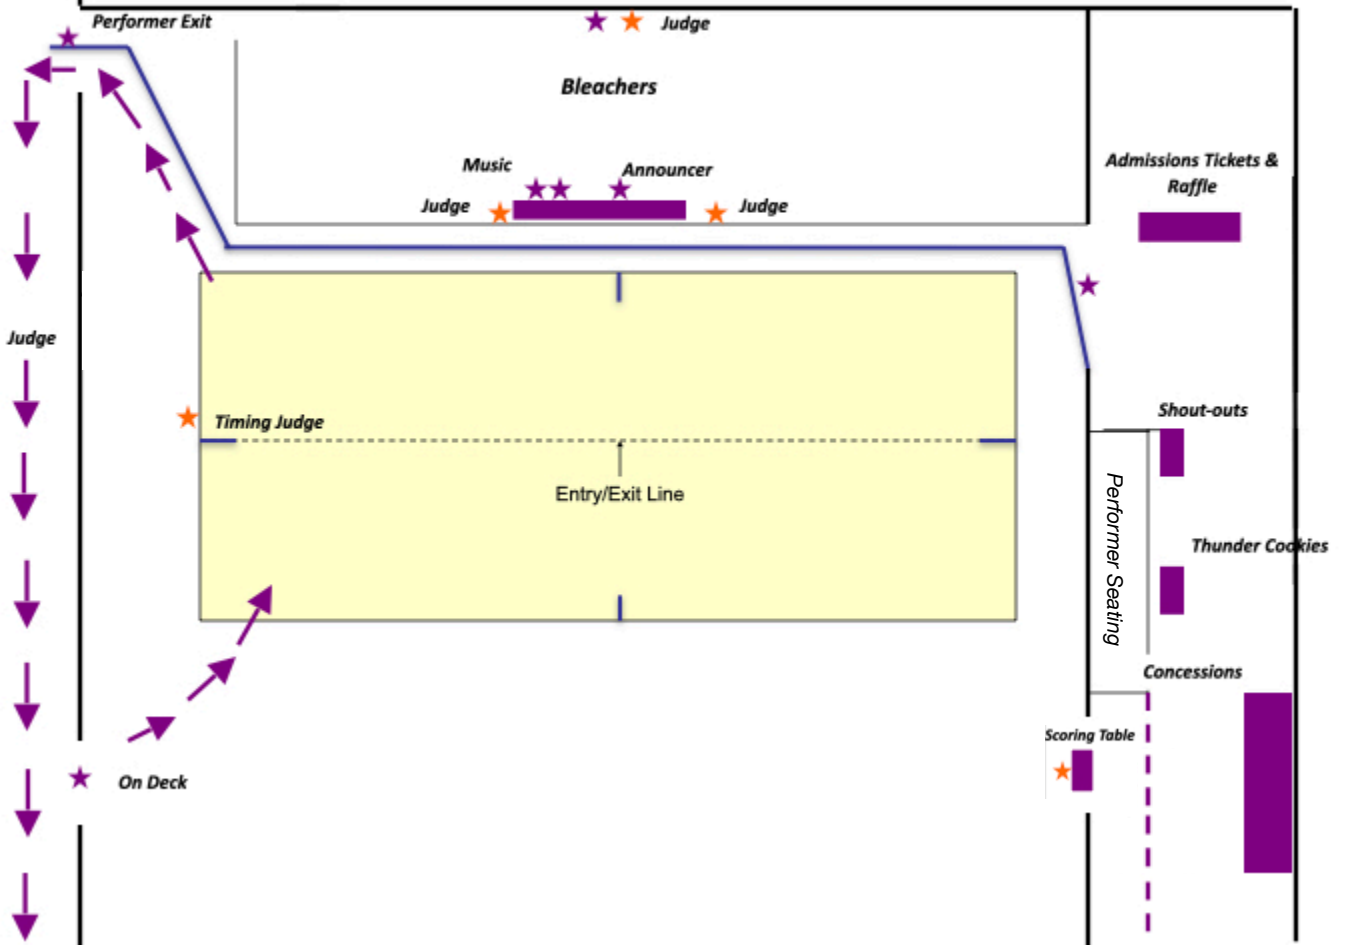 Performer Exit
Judge
Bleachers
Music
Announcer
Judge
Judge
Admissions Tickets &
Raffle
Judge
Timing Judge
Entry/Exit Line
Shout-outs
Performer Seating
Thunder Cookies
Concessions
Scoring Table
On Deck